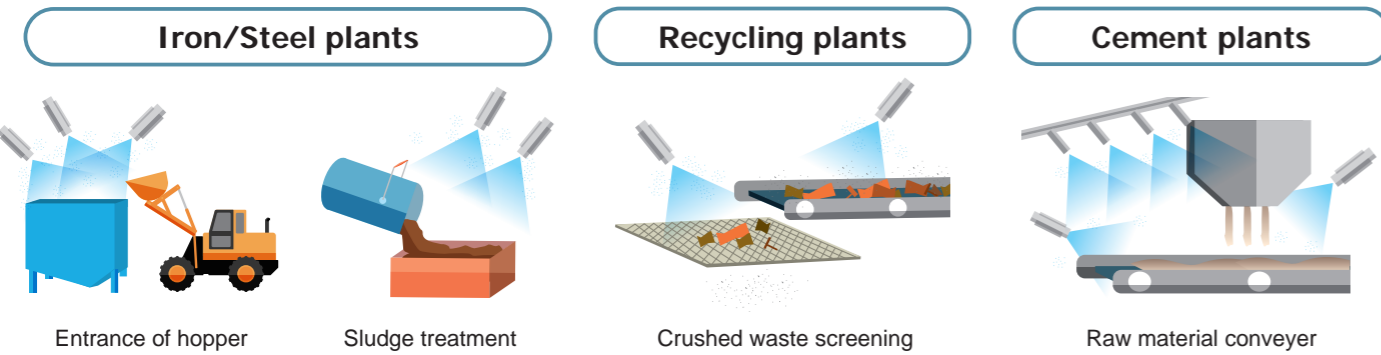 Iron/Steel plants
Recycling plants
Cement plants
Entrance of hopper
Sludge treatment
Crushed waste screening
Raw material conveyer